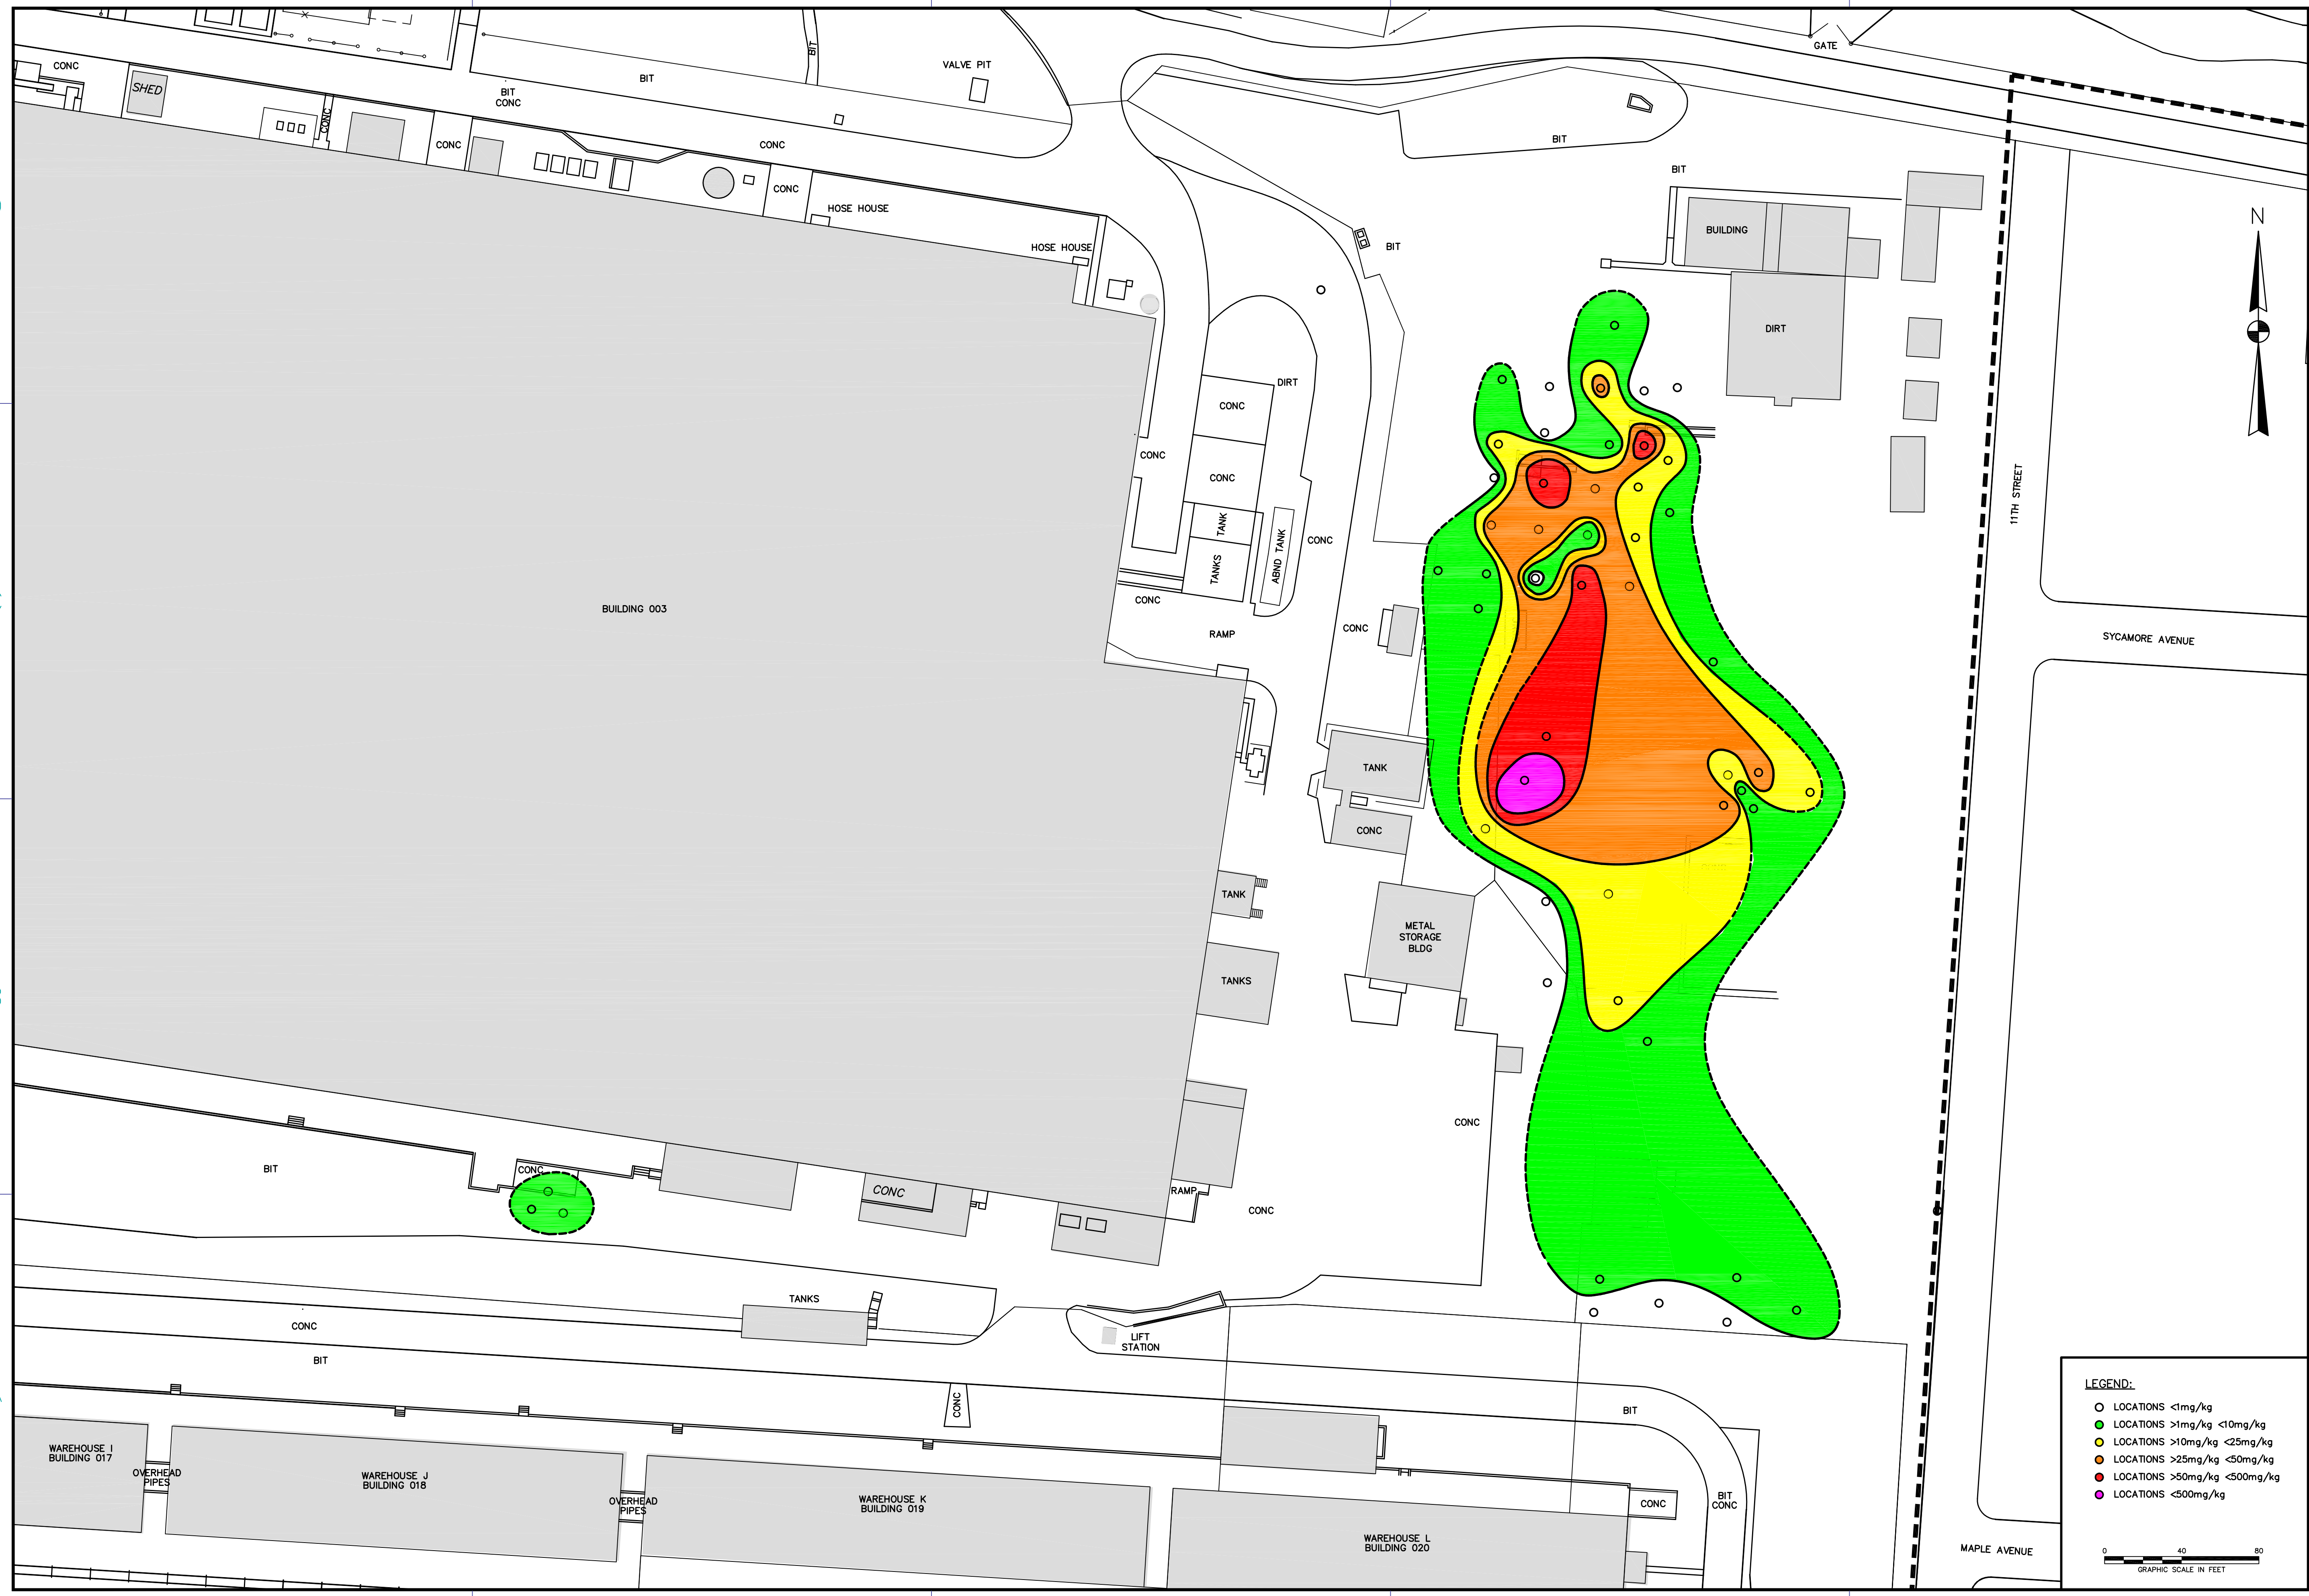 GATE
CONC
SHED
BIT
BIT
VALVE PIT
BIT
CONC
CONC
CONC
CONC
BIT
BIT
CONC
HOSE HOUSE
BUILDING
N
HOSE HOUSE
BIT
DIRT
DIRT
CONC
CONC
CONC
11TH STREET
TANK
CONC
ABND TANK
TANKS
CONC
BUILDING 003
RAMP
CONC
SYCAMORE AVENUE
TANK
CONC
TANK
METAL
STORAGE
BLDG
TANKS
CONC
BIT
CONC
CONC
RAMP
CONC
TANKS
CONC
LIFT
STATION
BIT
CONC
BIT
LEGEND:
LOCATIONS <1mg/kg
LOCATIONS >1mg/kg <10mg/kg
LOCATIONS >10mg/kg <25mg/kg
LOCATIONS >25mg/kg <50mg/kg
LOCATIONS >50mg/kg <500mg/kg
LOCATIONS <500mg/kg
WAREHOUSE I
BUILDING 017
OVERHEAD
PIPES
WAREHOUSE J
BUILDING 018
OVERHEAD
PIPES
WAREHOUSE K
BUILDING 019
WAREHOUSE L
BUILDING 020
CONC
BIT
CONC
MAPLE AVENUE
0 40 80
GRAPHIC SCALE IN FEET